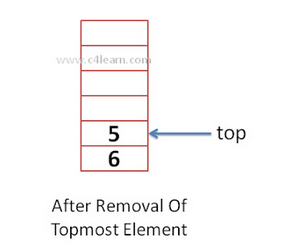 www.c4learn.com
5
top
6
After Removal Of
Topmost Element